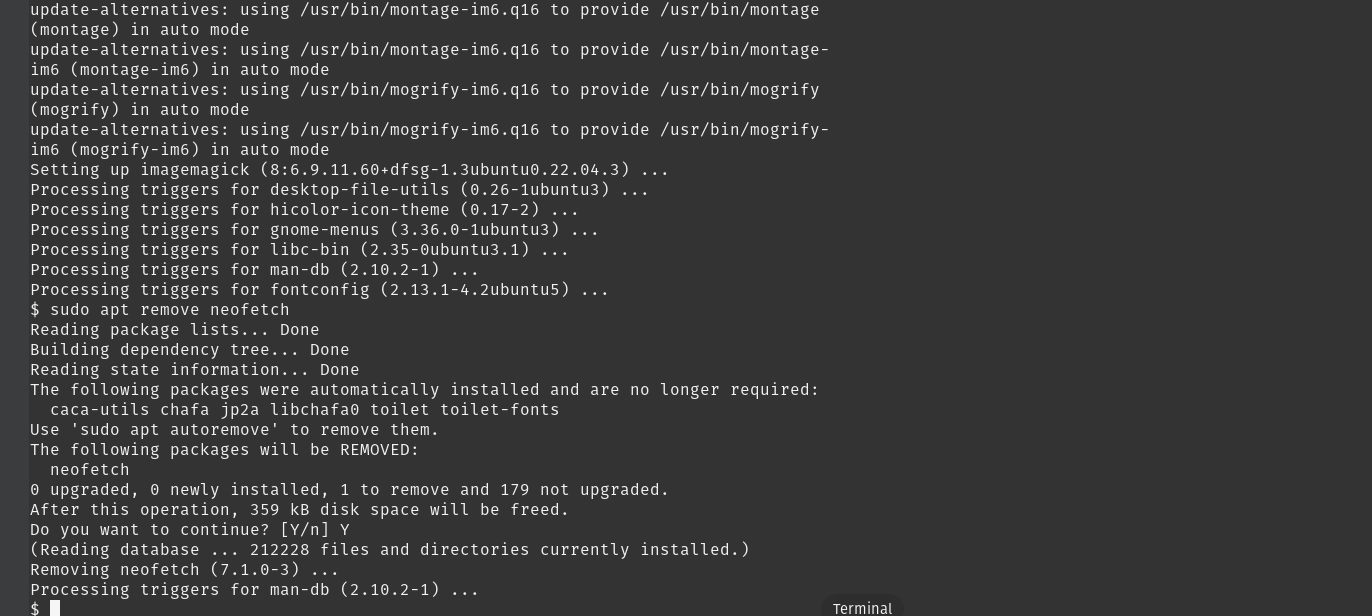 update-alternatives: using /usr/bin/montage-im6.q16 to provide /usr/bin/montage
(montage) in auto mode
update-alternatives: using /usr/bin/montage-im6.q16 to provide /usr/bin/montage-
im6 (montage-im6) in auto mode
update-alternatives: using /usr/bin/mogrify-im6.q16 to provide /usr/bin/mogrify
(mogrify) in auto mode
update-alternatives: using /usr/bin/mogrify-im6.q16 to provide /usr/bin/mogrify-
im6 (mogrify-im6) in auto mode
Setting up imagemagick (8:6.9.11.60+dfsg-1.3ubuntu0.22.04.3) ...
Processing triggers for desktop-file-utils (0.26-1ubuntu3) ...
Processing triggers for hicolor-icon-theme (0.17-2) ...
Processing triggers for gnome-menus (3.36.0-1ubuntu3) ...
Processing triggers for libc-bin (2.35-0ubuntu3.1) ...
Processing triggers for man-db (2.10.2-1) ...
Processing triggers for fontconfig (2.13.1-4.2ubuntu5) ...
$ sudo apt remove neofetch
Reading package lists... Done
Building dependency tree... Done
Reading state information... Done
The following packages were automatically installed and are no longer required:
  caca-utils chafa jp2a libchafa0 toilet toilet-fonts
Use 'sudo apt autoremove' to remove them.
The following packages will be REMOVED:
  neofetch
0 upgraded, 0 newly installed, 1 to remove and 179 not upgraded.
After this operation, 359 kB disk space will be freed.
Do you want to continue? [Y/n] Y
(Reading database ... 212228 files and directories currently installed.)
Removing neofetch (7.1.0-3) ...
Processing triggers for man-db (2.10.2-1) ...
$
Terminal